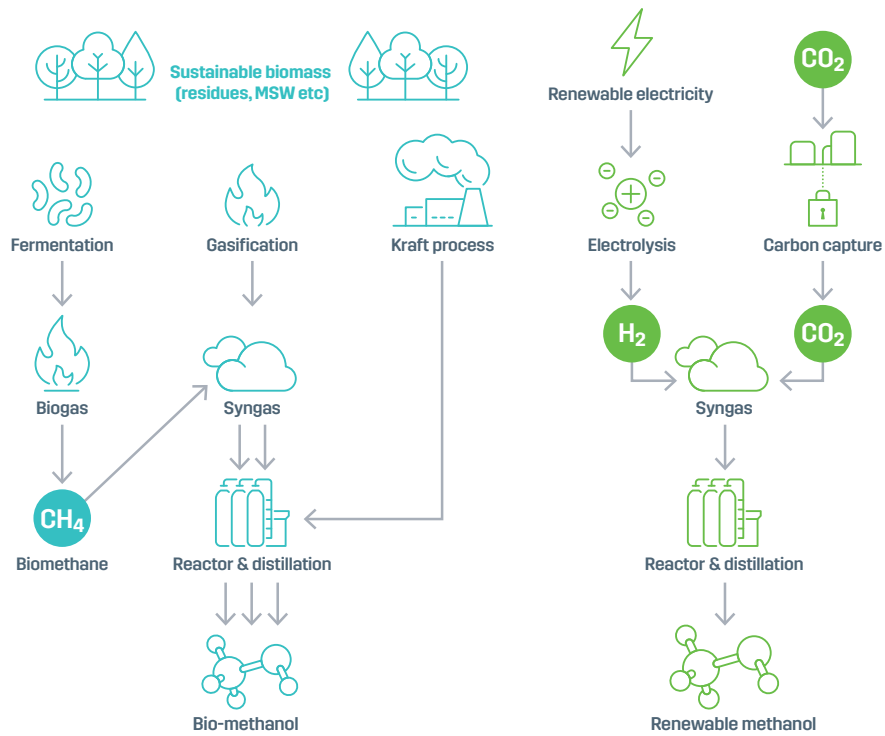 Sustainable biomass
(residues, MSW etc)
Renewable electricity
CO₂
Fermentation
Gasification
Kraft process
Electrolysis
Carbon capture
H₂
CO₂
Biogas
Syngas
Syngas
CH₄
Biomethane
Reactor & distillation
Reactor & distillation
Bio-methanol
Renewable methanol